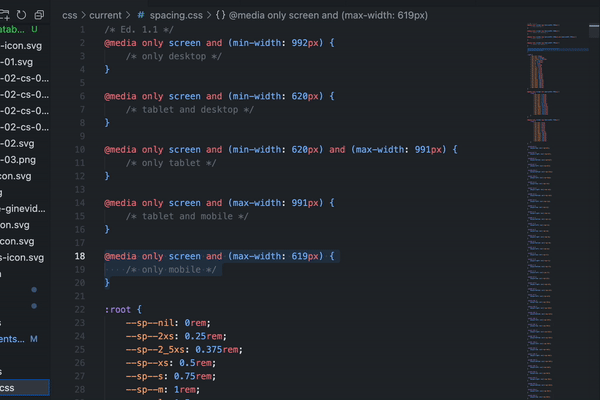 css > current > # spacing.css > {} @media only screen and (max-width: 619px)
atab... U
-icon.svg
-01.svg
-02-cs-0...
-02-cs-0...
-02-cs-0...
-02.svg
-03.png
con.svg
g
e-ginevid...
on.svg
con.svg
s-icon.svg
s
ents... M
s
css
1 /* Ed. 1.1 */
2 @media only screen and (min-width: 992px) {
3 /* only desktop */
4 }
5
6 @media only screen and (min-width: 620px) {
7 /* tablet and desktop */
8 }
9
10 @media only screen and (min-width: 620px) and (max-width: 991px) {
11 /* only tablet */
12 }
13
14 @media only screen and (max-width: 991px) {
15 /* tablet and mobile */
16 }
17
18 @media only screen and (max-width: 619px) {
19 /* only mobile */
20 }
21
22 :root {
23 --sp--nil: 0rem;
24 --sp--2xs: 0.25rem;
25 --sp--2_5xs: 0.375rem;
26 --sp--xs: 0.5rem;
27 --sp--s: 0.75rem;
28 --sp--m: 1rem;